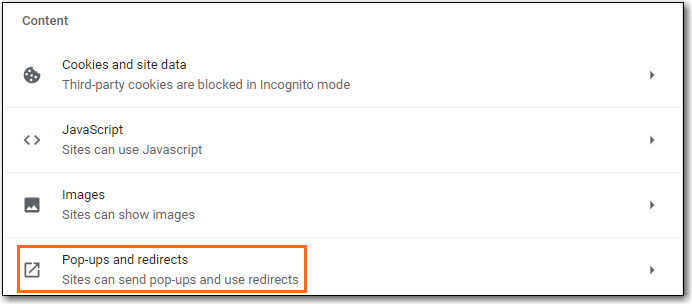 Content
Cookies and site data
Third-party cookies are blocked in Incognito mode
JavaScript
Sites can use Javascript
Images
Sites can show images
Pop-ups and redirects
Sites can send pop-ups and use redirects